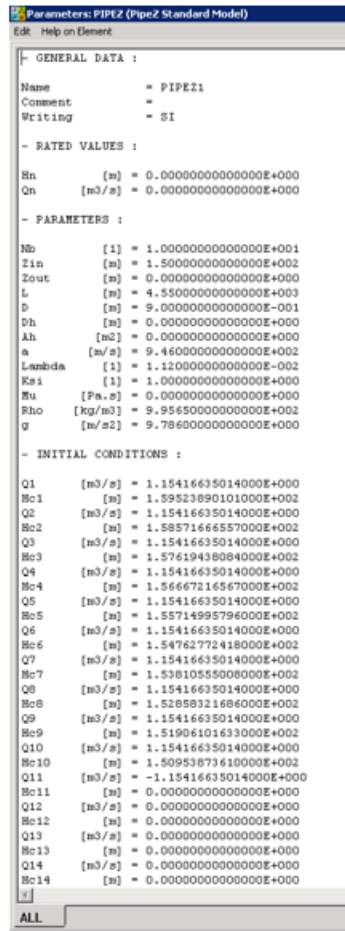 Parameters: PIPEZ (PipeZ Standard Model)
Edit Help on Element
- GENERAL DATA :
Name = PIPEZ1
Comment =
Writing = SI
- RATED VALUES :
Hn [m] = 0.00000000000000E+000
Qn [m3/s] = 0.00000000000000E+000
- PARAMETERS :
Nb [1] = 1.00000000000000E+001
Zin [m] = 1.50000000000000E+002
Zout [m] = 0.00000000000000E+000
L [m] = 4.55000000000000E+003
D [m] = 9.00000000000000E-001
Dh [m] = 0.00000000000000E+000
Ah [m2] = 0.00000000000000E+000
a [m/s] = 9.46000000000000E+002
Lambda [1] = 1.12000000000000E-002
Ksi [1] = 1.00000000000000E+000
Mu [Pa.s] = 0.00000000000000E+000
Rho [kg/m3] = 9.95650000000000E+002
g [m/s2] = 9.78600000000000E+000
- INITIAL CONDITIONS :
Q1 [m3/s] = 1.15416635014000E+000
Hc1 [m] = 1.59523890101000E+002
Q2 [m3/s] = 1.15416635014000E+000
Hc2 [m] = 1.58571666557000E+002
Q3 [m3/s] = 1.15416635014000E+000
Hc3 [m] = 1.57619438084000E+002
Q4 [m3/s] = 1.15416635014000E+000
Hc4 [m] = 1.56667216567000E+002
Q5 [m3/s] = 1.15416635014000E+000
Hc5 [m] = 1.55714995796000E+002
Q6 [m3/s] = 1.15416635014000E+000
Hc6 [m] = 1.54762772418000E+002
Q7 [m3/s] = 1.15416635014000E+000
Hc7 [m] = 1.53810555008000E+002
Q8 [m3/s] = 1.15416635014000E+000
Hc8 [m] = 1.52858321686000E+002
Q9 [m3/s] = 1.15416635014000E+000
Hc9 [m] = 1.51906101633000E+002
Q10 [m3/s] = 1.15416635014000E+000
Hc10 [m] = 1.50953873610000E+002
Q11 [m3/s] = -1.15416635014000E+000
Hc11 [m] = 0.00000000000000E+000
Q12 [m3/s] = 0.00000000000000E+000
Hc12 [m] = 0.00000000000000E+000
Q13 [m3/s] = 0.00000000000000E+000
Hc13 [m] = 0.00000000000000E+000
Q14 [m3/s] = 0.00000000000000E+000
Hc14 [m] = 0.00000000000000E+000
ALL